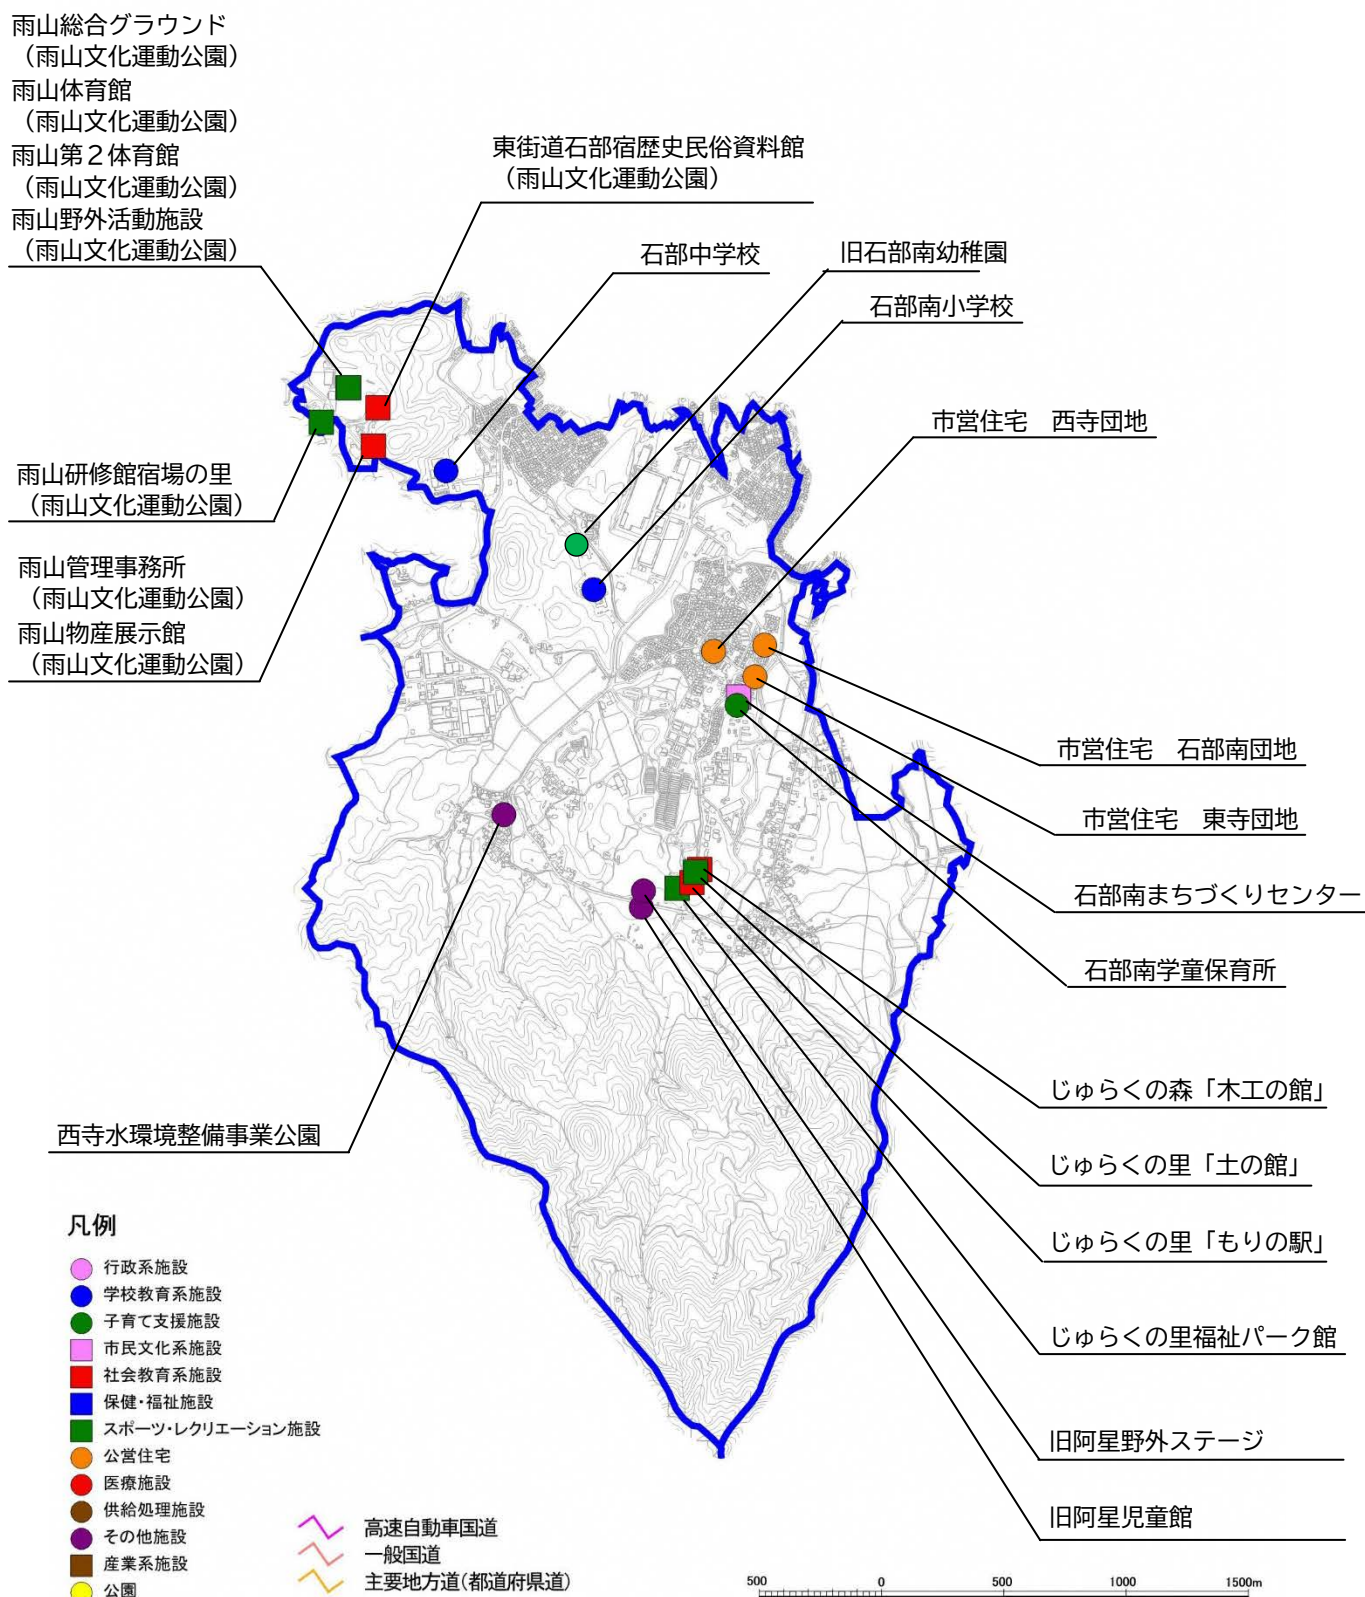 雨山総合グラウンド
（雨山文化運動公園）
雨山体育館
（雨山文化運動公園）
雨山第２体育館
（雨山文化運動公園）
雨山野外活動施設
（雨山文化運動公園）
東街道石部宿歴史民俗資料館
（雨山文化運動公園）
石部中学校
旧石部南幼稚園
石部南小学校
市営住宅　西寺団地
雨山研修館宿場の里
（雨山文化運動公園）
雨山管理事務所
（雨山文化運動公園）
雨山物産展示館
（雨山文化運動公園）
市営住宅　石部南団地
市営住宅　東寺団地
石部南まちづくりセンター
石部南学童保育所
じゅらくの森「木工の館」
西寺水環境整備事業公園
じゅらくの里「土の館」
じゅらくの里「もりの駅」
じゅらくの里福祉パーク館
旧阿星野外ステージ
旧阿星児童館
凡例
行政系施設
学校教育系施設
子育て支援施設
市民文化系施設
社会教育系施設
保健・福祉施設
スポーツ・レクリエーション施設
公営住宅
医療施設
供給処理施設
その他施設
産業系施設
公園
高速自動車国道
一般国道
主要地方道（都道府県道）
500 0 500 1000 1500m